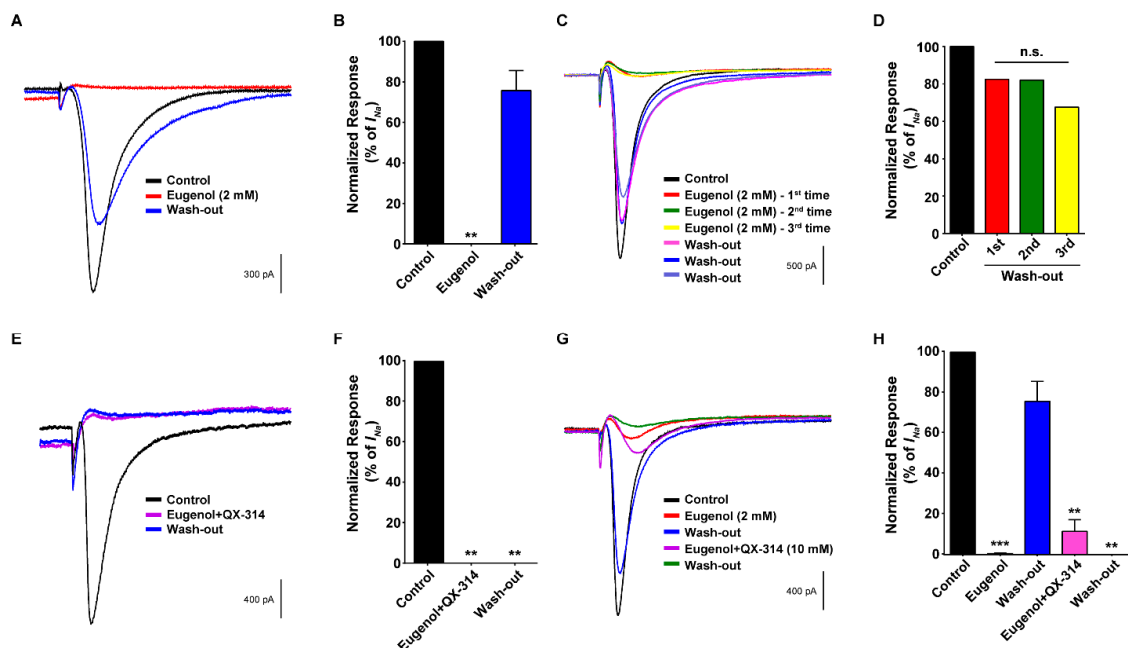 A
Control
Eugenol (2 mM)
Wash-out
300 pA
B
Normalized Response
(% of I_Na)
100
80
60
40
20
0
**
Control
Eugenol
Wash-out
C
Control
Eugenol (2 mM) - 1st time
Eugenol (2 mM) - 2nd time
Eugenol (2 mM) - 3rd time
Wash-out
Wash-out
Wash-out
500 pA
D
Normalized Response
(% of I_Na)
100
80
60
40
20
0
n.s.
Control
1st
2nd
3rd
Wash-out
E
Control
Eugenol+QX-314
Wash-out
400 pA
F
Normalized Response
(% of I_Na)
100
80
60
40
20
0
**
**
Control
Eugenol+QX-314
Wash-out
G
Control
Eugenol (2 mM)
Wash-out
Eugenol+QX-314 (10 mM)
Wash-out
400 pA
H
Normalized Response
(% of I_Na)
100
80
60
40
20
0
***
**
**
Control
Eugenol
Wash-out
Eugenol+QX-314
Wash-out